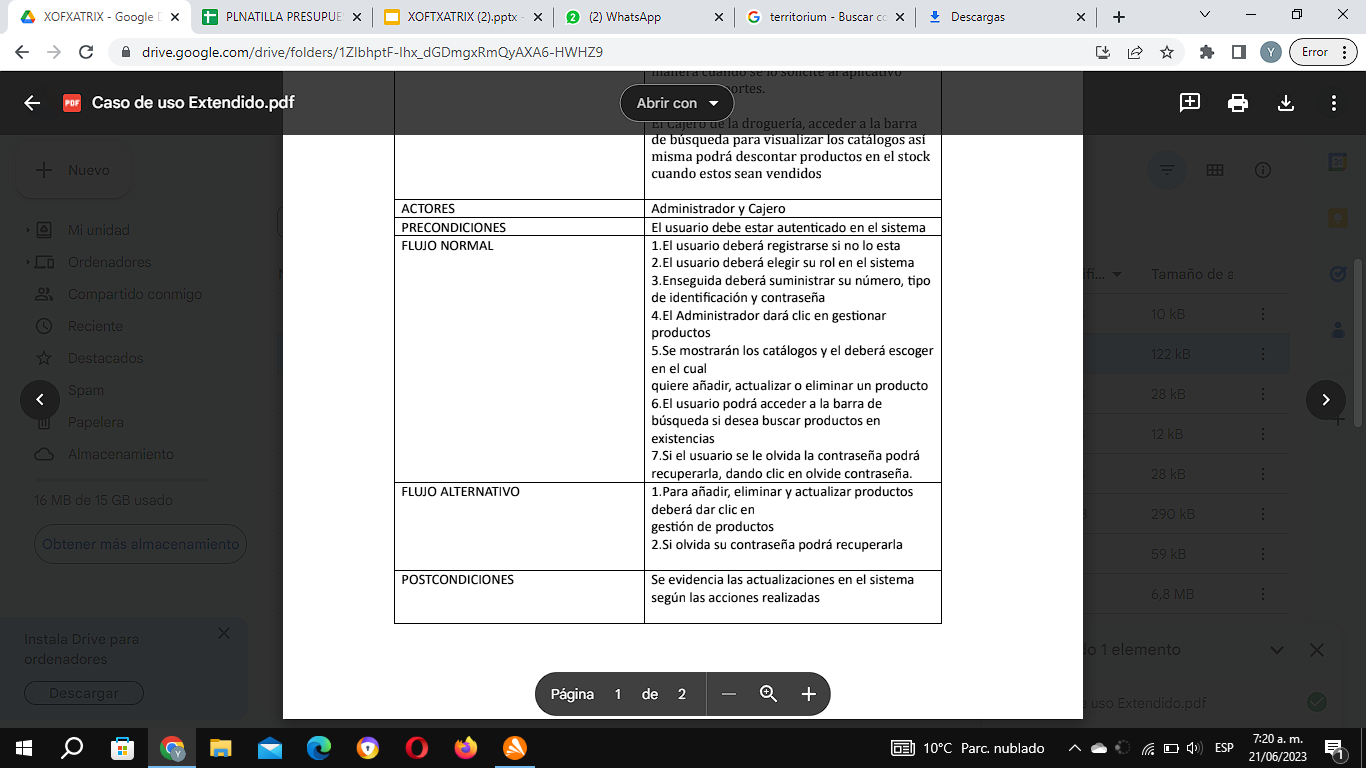 XOFXATRIX - Google D
PLNATILLA PRESUPUE
XOFTXATRIX (2).pptx -
(2) WhatsApp
territorium - Buscar co
Descargas
drive.google.com/drive/folders/1ZIbhptF-Ihx_dGDmgxRmQyAXA6-HWHZ9
Y
Error
PDF
Caso de uso Extendido.pdf
Abrir con
manera cuando se lo solicite al aplicativo
ortes.
El Cajero de la droguería, acceder a la barra
de búsqueda para visualizar los catálogos así
misma podrá descontar productos en el stock
cuando estos sean vendidos
ACTORES
Administrador y Cajero
PRECONDICIONES
El usuario debe estar autenticado en el sistema
FLUJO NORMAL
1.El usuario deberá registrarse si no lo esta
2.El usuario deberá elegir su rol en el sistema
3.Enseguida deberá suministrar su número, tipo
de identificación y contraseña
4.El Administrador dará clic en gestionar
productos
5.Se mostrarán los catálogos y el deberá escoger
en el cual
quiere añadir, actualizar o eliminar un producto
6.El usuario podrá acceder a la barra de
búsqueda si desea buscar productos en
existencias
7.Si el usuario se le olvida la contraseña podrá
recuperarla, dando clic en olvide contraseña.
FLUJO ALTERNATIVO
1.Para añadir, eliminar y actualizar productos
deberá dar clic en
gestión de productos
2.Si olvida su contraseña podrá recuperarla
POSTCONDICIONES
Se evidencia las actualizaciones en el sistema
según las acciones realizadas
Nuevo
Mi unidad
Ordenadores
Compartido conmigo
Reciente
Destacados
Spam
Papelera
Almacenamiento
16 MB de 15 GB usado
Obtener más almacenamiento
Instala Drive para
ordenadores
Descargar
ifi...
Tamaño de a
10 kB
122 kB
28 kB
12 kB
28 kB
290 kB
59 kB
6,8 MB
o 1 elemento
uso Extendido.pdf
Página 1 de 2
10°C Parc. nublado
ESP
7:20 a. m.
21/06/2023
1